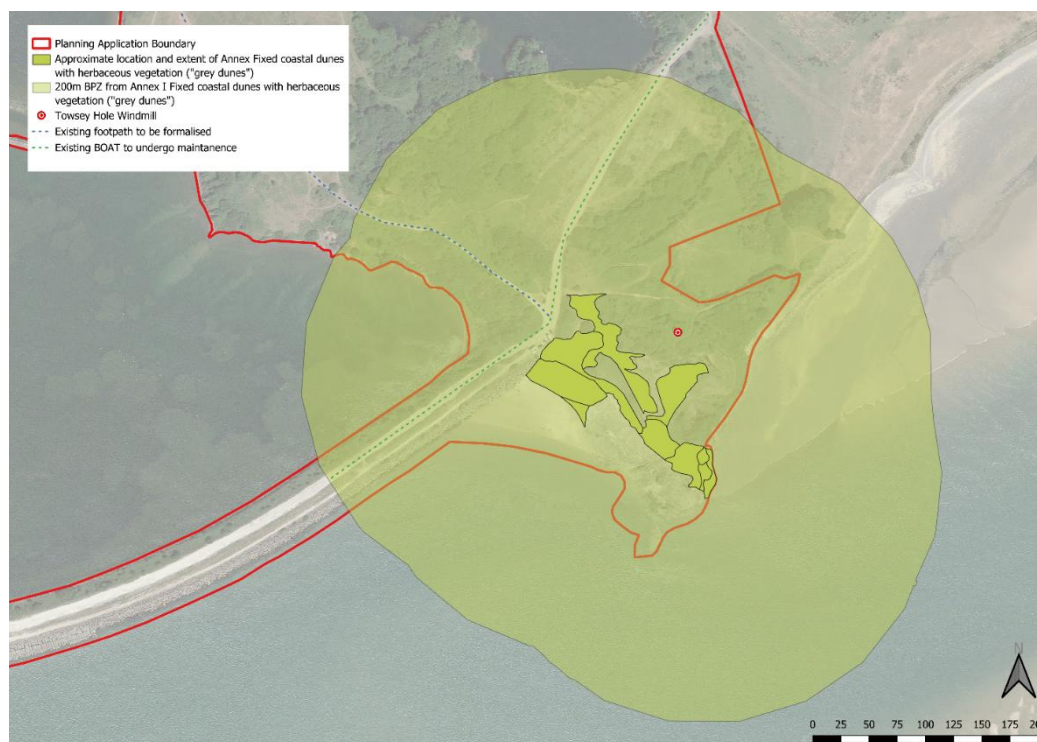 Planning Application Boundary
Approximate location and extent of Annex Fixed coastal dunes
with herbaceous vegetation ("grey dunes")
200m BPZ from Annex I Fixed coastal dunes with herbaceous
vegetation ("grey dunes")
Towsey Hole Windmill
Existing footpath to be formalised
Existing BOAT to undergo maintanence
N
0 25 50 75 100 125 150 175 20